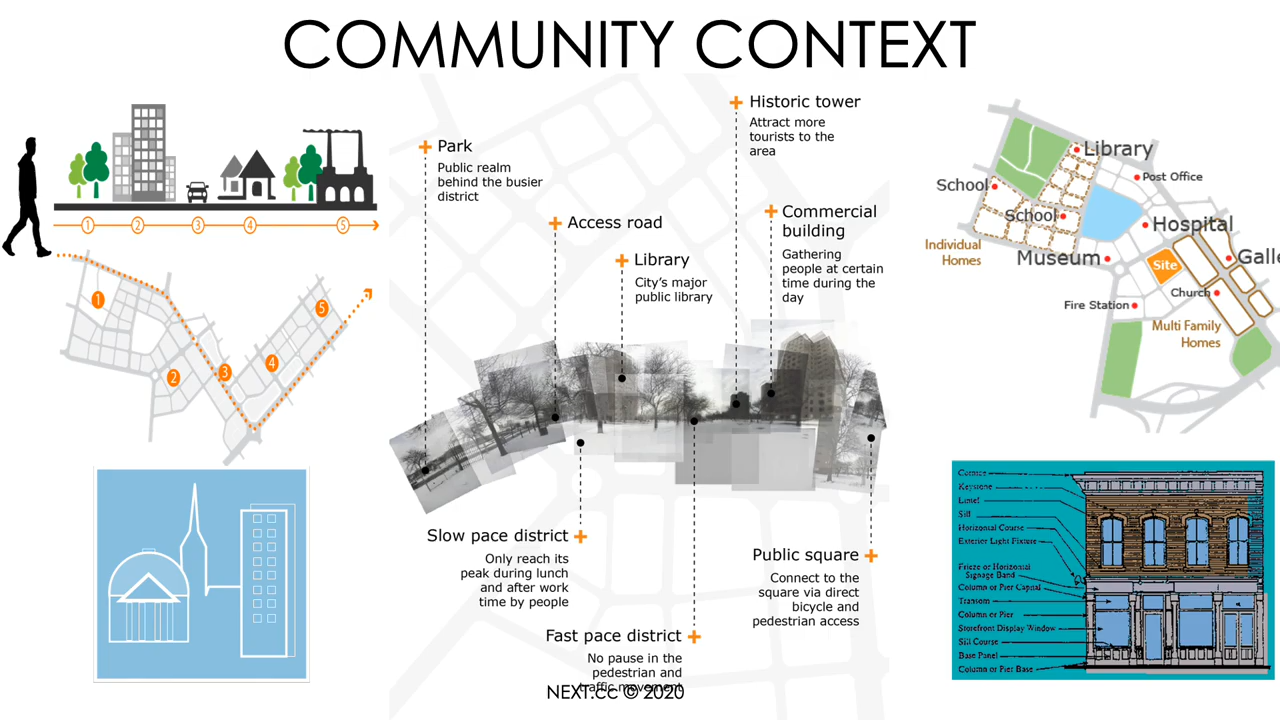 COMMUNITY CONTEXT
1
2
3
4
5
1
2
3
4
5
Park
Public realm
behind the busier
district
Access road
Library
City's major
public library
Historic tower
Attract more
tourists to the
area
Commercial
building
Gathering
people at certain
time during the
day
Slow pace district
Only reach its
peak during lunch
and after work
time by people
Fast pace district
No pause in the
pedestrian and
traffic movement
Public square
Connect to the
square via direct
bicycle and
pedestrian access
NEXT.cc © 2020
Library
Post Office
School
School
Hospital
Individual
Homes
Museum
Site
Galle
Church
Fire Station
Multi Family
Homes
Cornice
Keystone
Lintel
Sill
Horizontal Course
Exterior Light Fixture
Frieze or Horizontal
Signage Band
Column or Pier Capital
Transom
Column or Pier
Storefront Display Window
Sill Course
Base Panel
Column or Pier Base